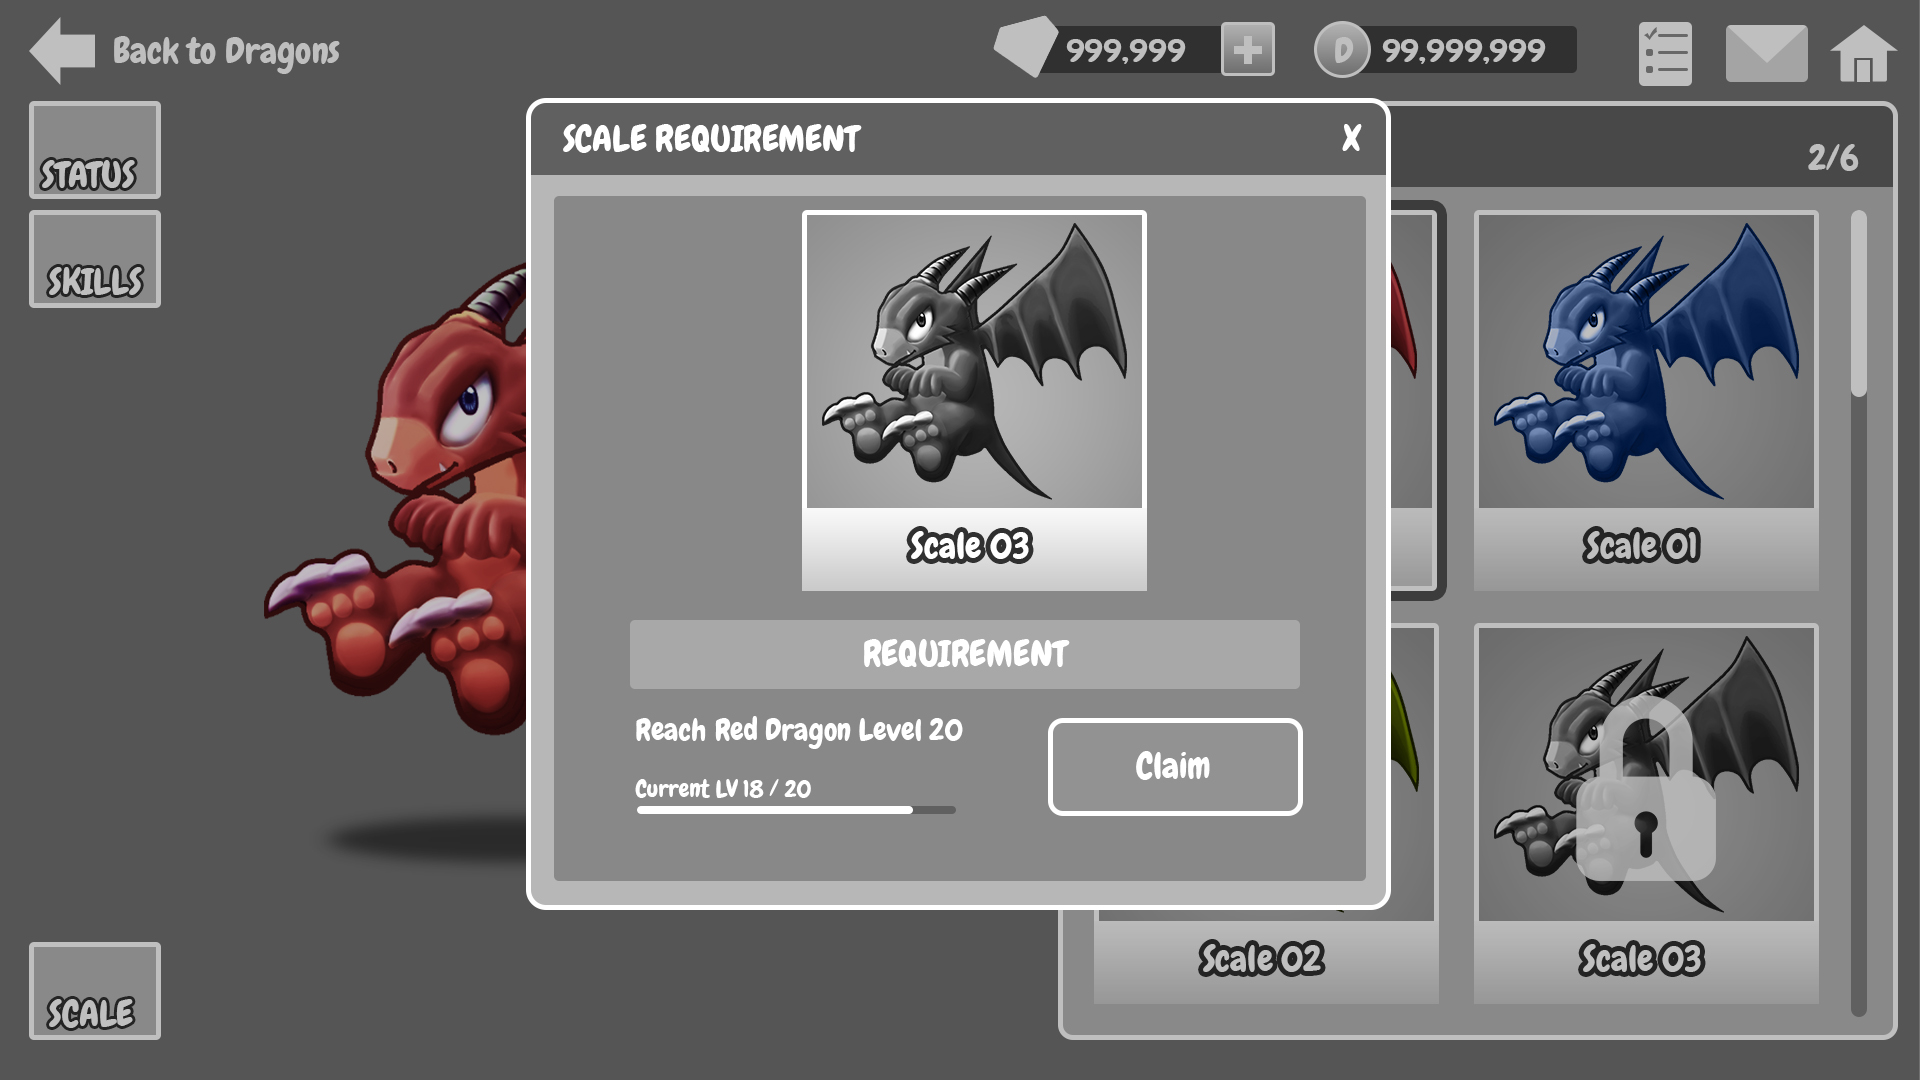 Back to Dragons
999,999
D
99,999,999
STATUS
SKILLS
SCALE REQUIREMENT
X
2/6
Scale 03
Scale 01
REQUIREMENT
Reach Red Dragon Level 20
Current LV 18 / 20
Claim
Scale 02
Scale 03
SCALE